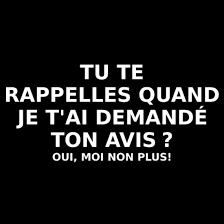 TU TE
RAPPELLES QUAND
JE T'AI DEMANDÉ
TON AVIS ?
OUI, MOI NON PLUS!